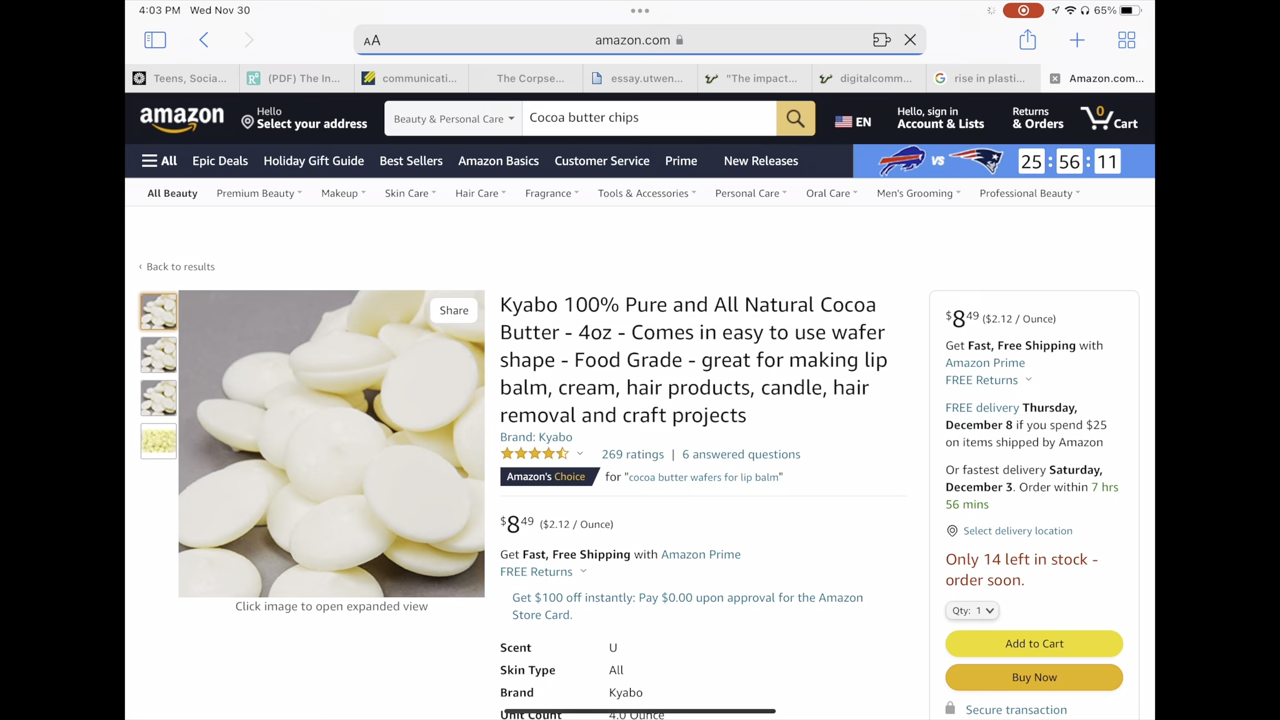 4:03 PM Wed Nov 30
65%
AA
amazon.com
Teens, Socia...
(PDF) The In...
communicati...
The Corpse...
essay.utwen...
"The impact...
digitalcomm...
rise in plasti...
Amazon.com...
amazon
Hello
Select your address
Beauty & Personal Care
Cocoa butter chips
EN
Hello, sign in
Account & Lists
Returns
& Orders
0
Cart
All
Epic Deals
Holiday Gift Guide
Best Sellers
Amazon Basics
Customer Service
Prime
New Releases
VS
25 : 56 : 11
All Beauty
Premium Beauty
Makeup
Skin Care
Hair Care
Fragrance
Tools & Accessories
Personal Care
Oral Care
Men's Grooming
Professional Beauty
‹ Back to results
Share
Click image to open expanded view
Kyabo 100% Pure and All Natural Cocoa
Butter - 4oz - Comes in easy to use wafer
shape - Food Grade - great for making lip
balm, cream, hair products, candle, hair
removal and craft projects
Brand: Kyabo
269 ratings | 6 answered questions
Amazon's Choice for "cocoa butter wafers for lip balm"
$8 49 ($2.12 / Ounce)
Get Fast, Free Shipping with Amazon Prime
FREE Returns
Get $100 off instantly: Pay $0.00 upon approval for the Amazon
Store Card.
Scent U
Skin Type All
Brand Kyabo
Unit Count 4.0 Ounce
$8 49 ($2.12 / Ounce)
Get Fast, Free Shipping with
Amazon Prime
FREE Returns
FREE delivery Thursday,
December 8 if you spend $25
on items shipped by Amazon
Or fastest delivery Saturday,
December 3. Order within 7 hrs
56 mins
Select delivery location
Only 14 left in stock -
order soon.
Qty: 1
Add to Cart
Buy Now
Secure transaction